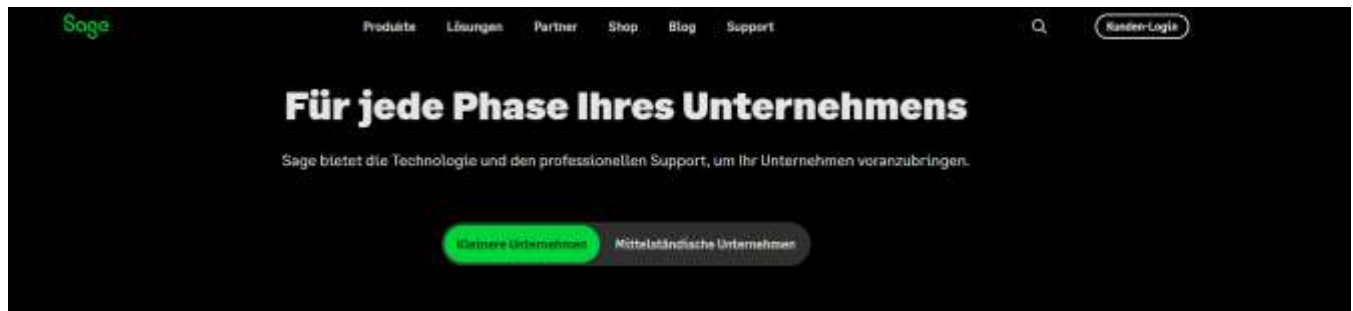 Sage
Produkte Lösungen Partner Shop Blog Support
Kunden-Login
Für jede Phase Ihres Unternehmens
Sage bietet die Technologie und den professionellen Support, um Ihr Unternehmen voranzubringen.
Kleinere Unternehmen Mittelständische Unternehmen